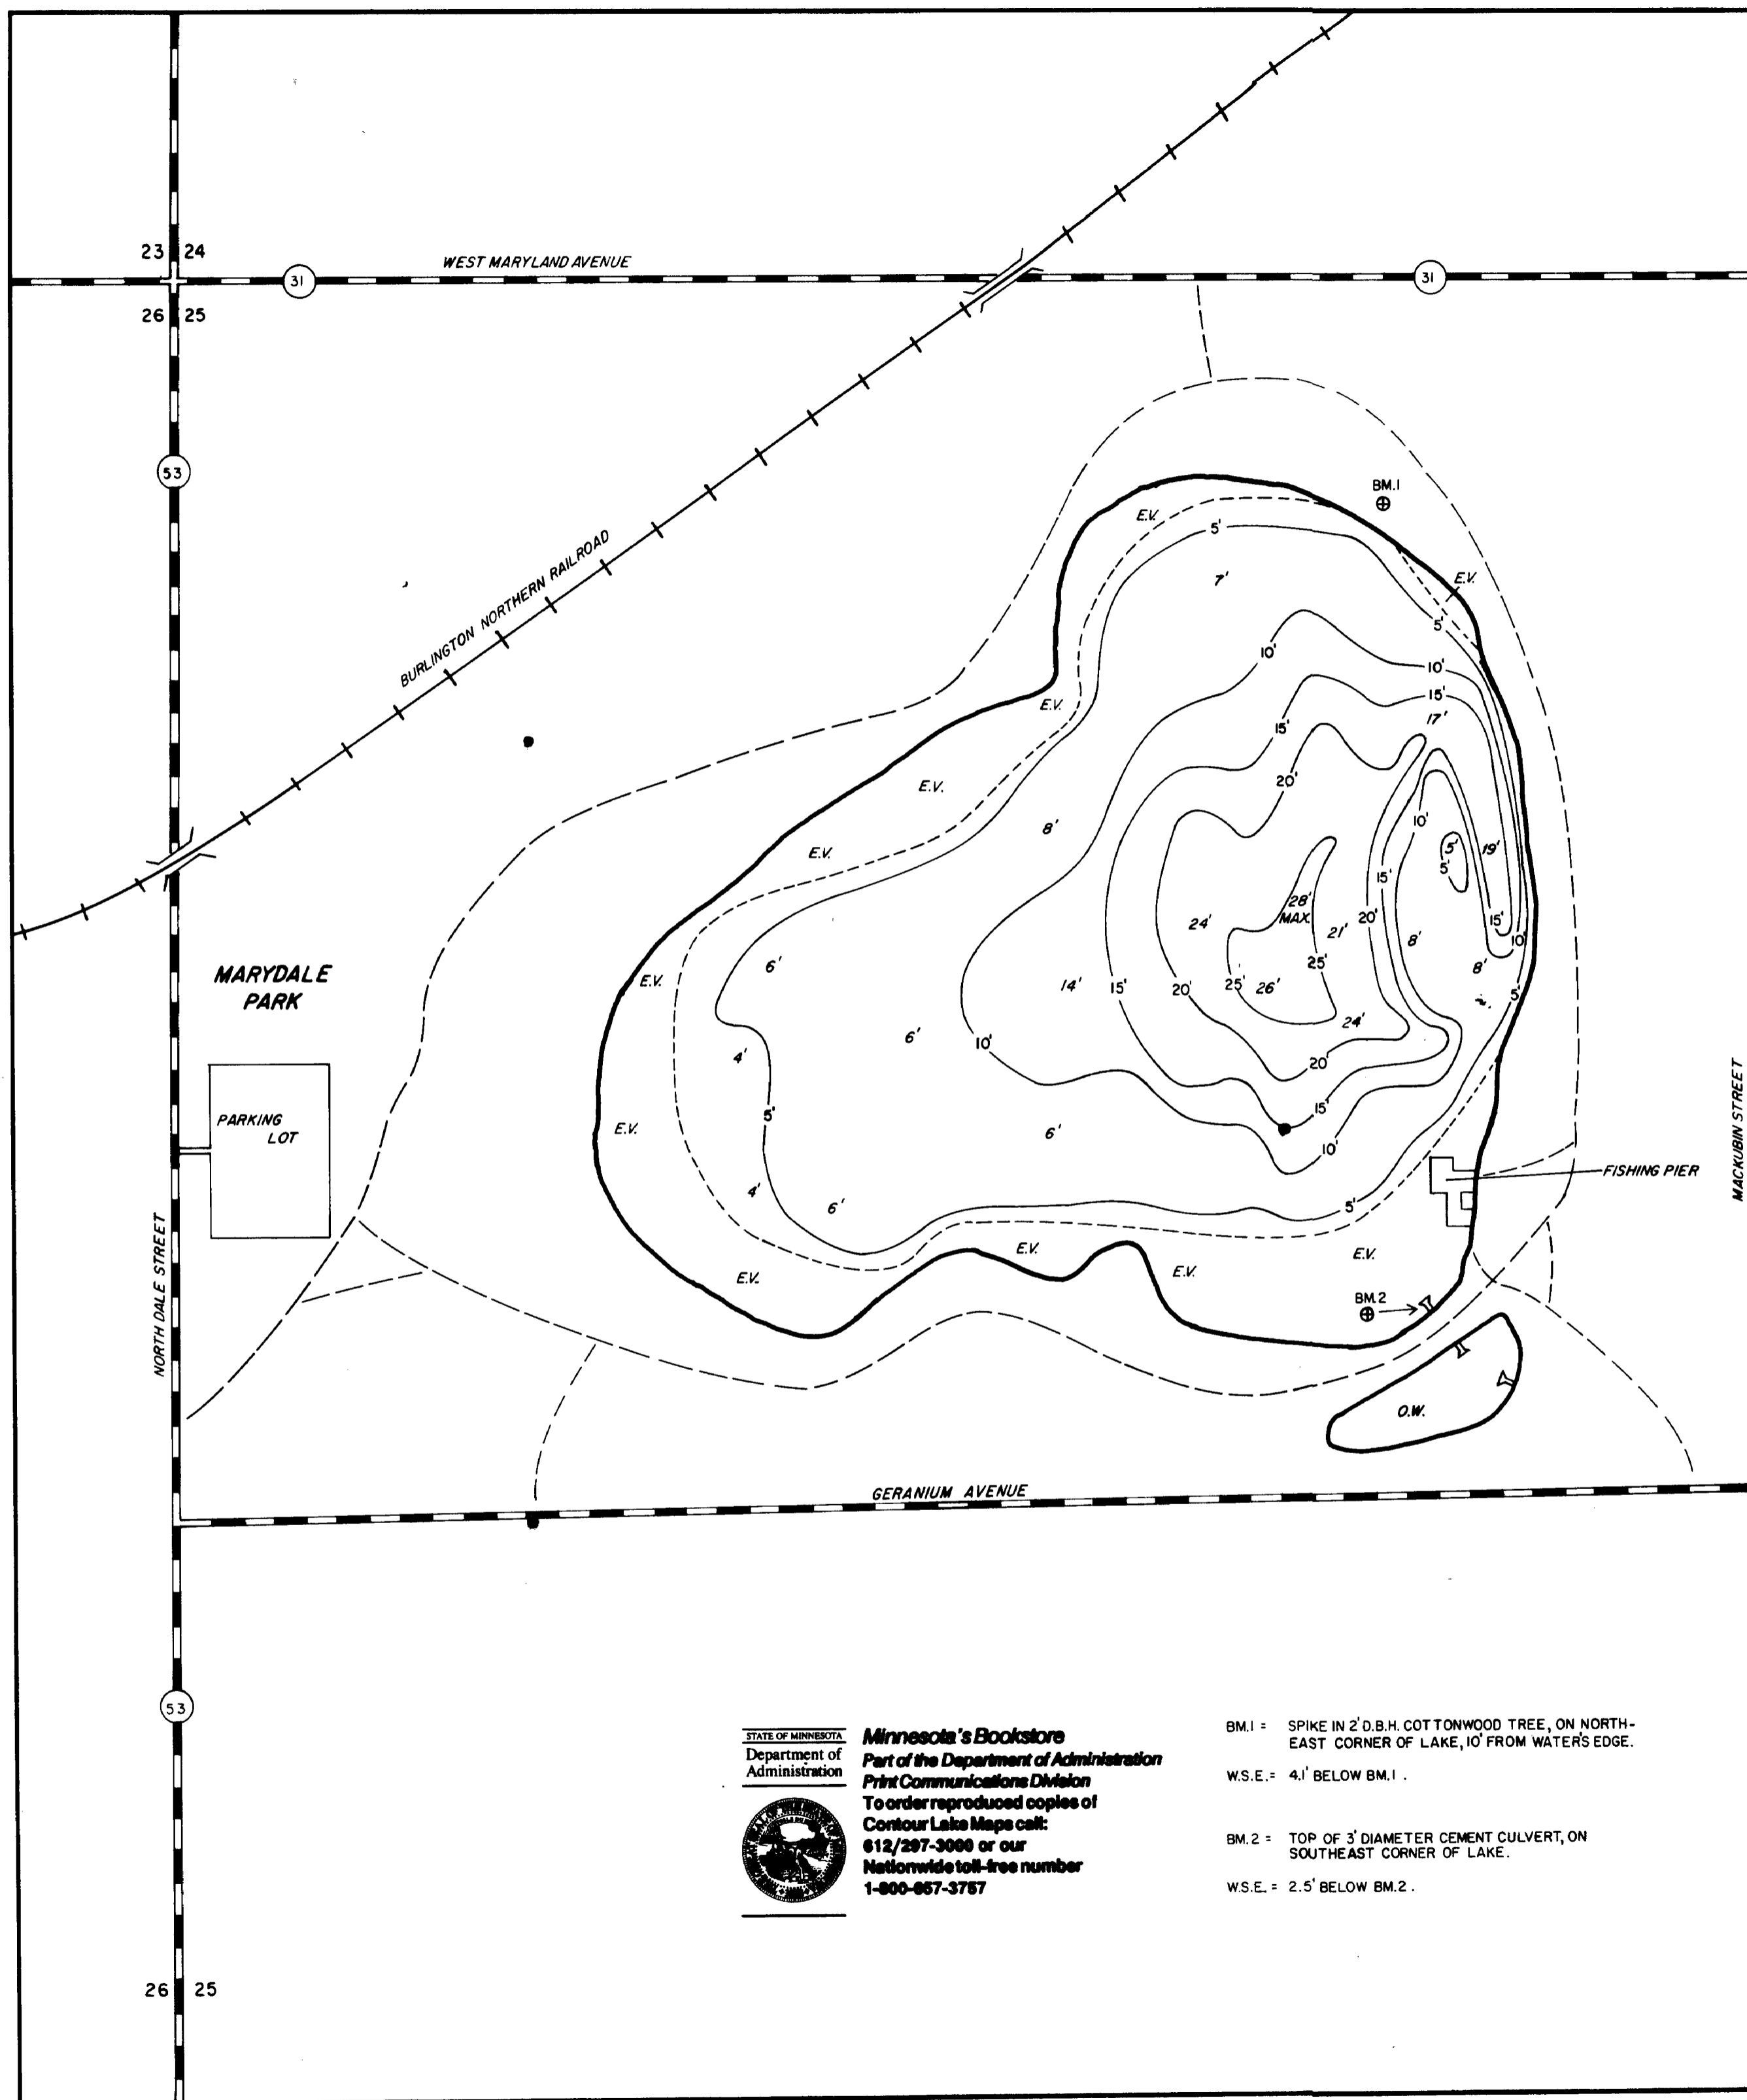 23 24
WEST MARYLAND AVENUE
31
31
26 25
53
BM.1
E.V.
5'
E.V.
7'
BURLINGTON NORTHERN RAILROAD
5'
10'
10'
15'
E.V.
17'
15'
20'
E.V.
10'
8'
5'
19'
E.V.
5'
15'
28'
MAX.
20'
15'
24'
21'
8'
10'
6'
25'
8'
MARYDALE
PARK
E.V.
14'
15'
20'
25'
26'
5'
24'
6'
10'
4'
20'
MACKUBIN STREET
15'
5'
PARKING
LOT
E.V.
6'
10'
FISHING PIER
4'
6'
5'
E.V.
E.V.
E.V.
E.V.
NORTH DALE STREET
BM.2
O.W.
GERANIUM AVENUE
53
STATE OF MINNESOTA
Department of
Administration
Minnesota's Bookstore
Part of the Department of Administration
Print Communications Division
To order reproduced copies of
Contour Lake Maps call:
612/297-3000 or our
Nationwide toll-free number
1-800-657-3757
BM.1 = SPIKE IN 2' D.B.H. COTTONWOOD TREE, ON NORTH-
EAST CORNER OF LAKE, 10' FROM WATER'S EDGE.
W.S.E. = 4.1' BELOW BM.1 .
BM.2 = TOP OF 3' DIAMETER CEMENT CULVERT, ON
SOUTHEAST CORNER OF LAKE.
W.S.E. = 2.5' BELOW BM.2 .
26 25